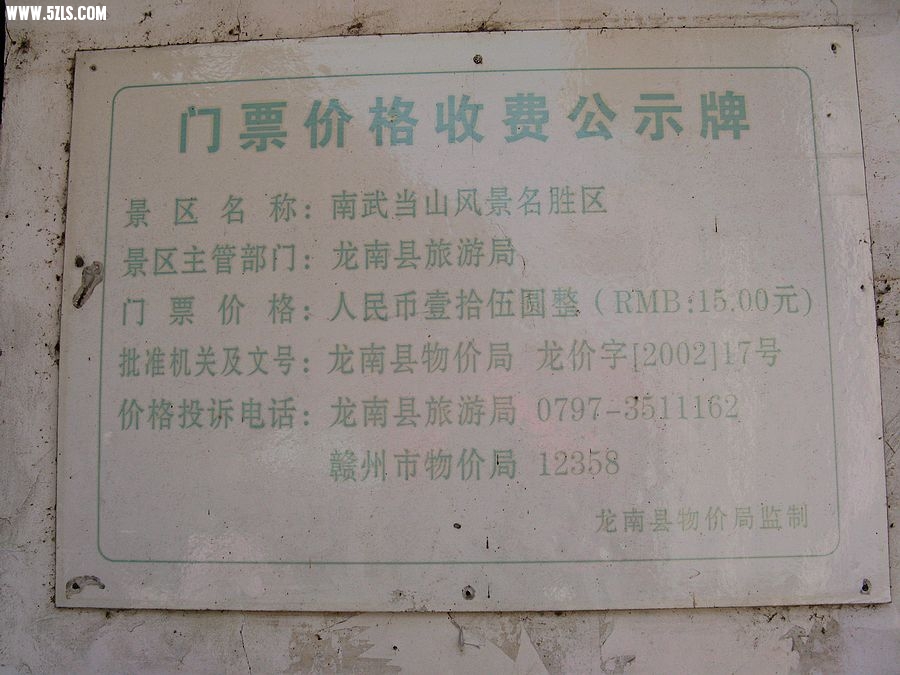 WWW.5ZLS.COM
门票价格收费公示牌
景区名称：南武当山风景名胜区
景区主管部门：龙南县旅游局
门票价格：人民币壹拾伍圆整（RMB:15.00元）
批准机关及文号：龙南县物价局 龙价字[2002]17号
价格投诉电话：龙南县旅游局 0797-3511162
赣州市物价局 12358
龙南县物价局监制